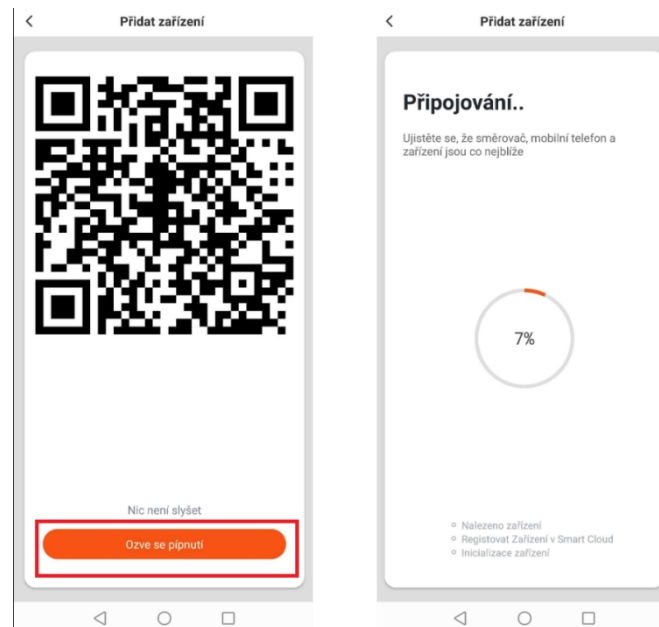 Přidat zařízení
Nic není slyšet
Ozve se pípnutí
Přidat zařízení
Připojování..
Ujistěte se, že směrovač, mobilní telefon a
zařízení jsou co nejblíže
7%
Nalezeno zařízení
Registovat Zařízení v Smart Cloud
Inicializace zařízení